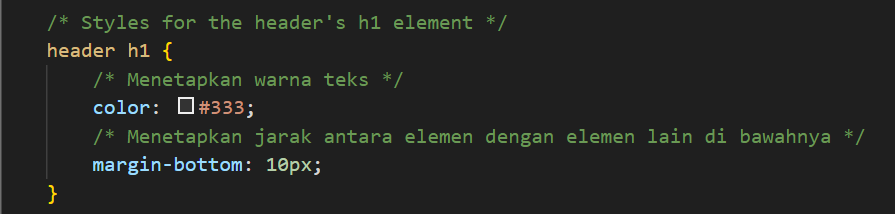 /* Styles for the header's h1 element */
header h1 {
/* Menetapkan warna teks */
color: #333;
/* Menetapkan jarak antara elemen dengan elemen lain di bawahnya */
margin-bottom: 10px;
}